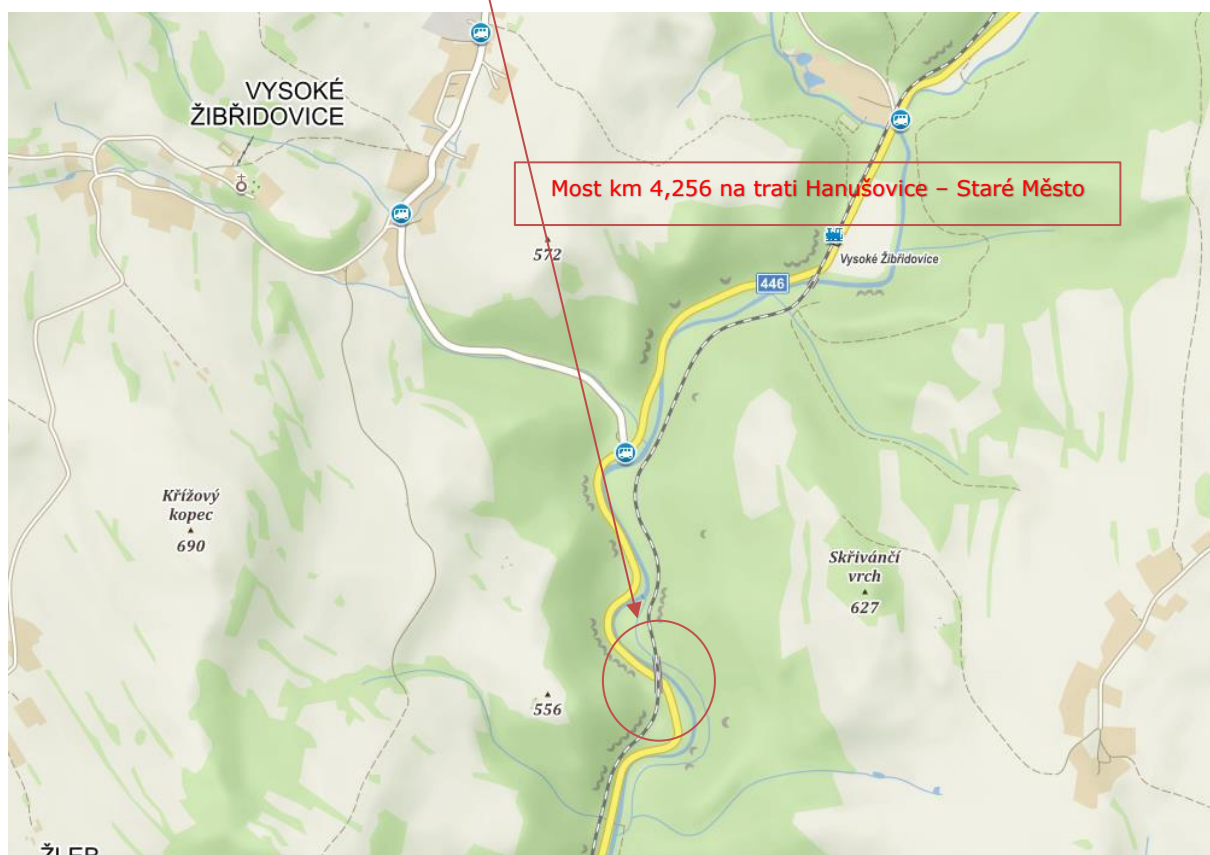 VYSOKÉ
ŽIBŘIDOVICE
Most km 4,256 na trati Hanušovice – Staré Město
572
Vysoké Žibřidovice
446
Křížový
kopec
690
Skřivánčí
vrch
627
556
ŽLEB